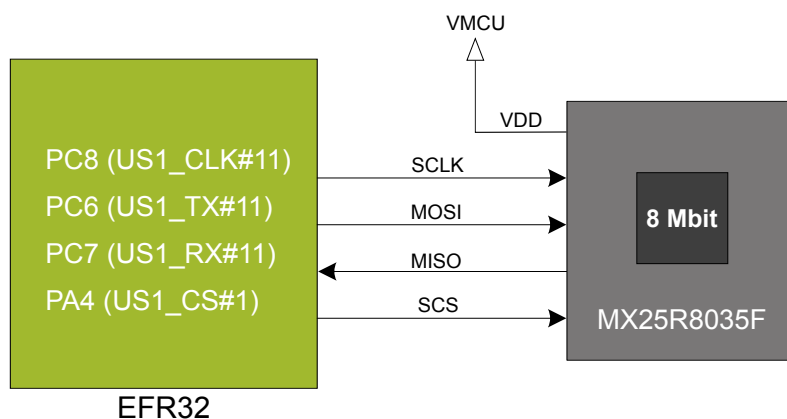 VMCU
VDD
PC8 (US1_CLK#11)
SCLK
PC6 (US1_TX#11)
MOSI
8 Mbit
PC7 (US1_RX#11)
MISO
PA4 (US1_CS#1)
SCS
MX25R8035F
EFR32